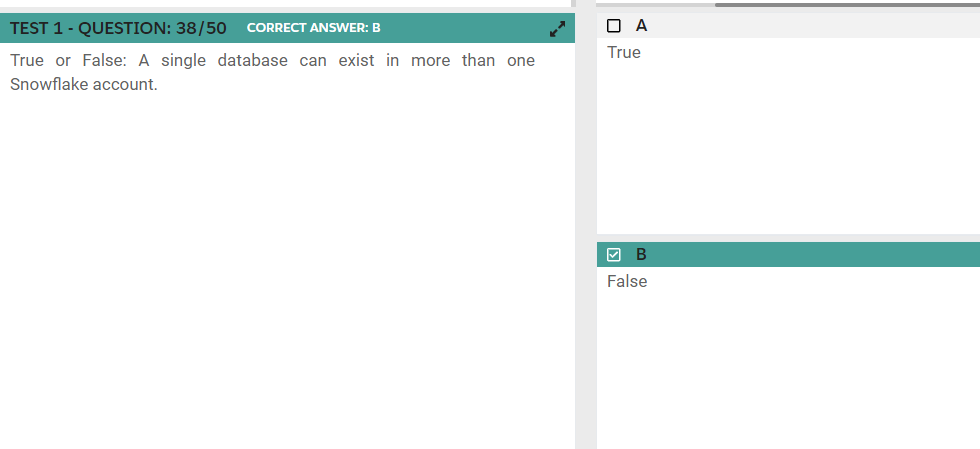 TEST 1 - QUESTION: 38/50 CORRECT ANSWER: B
True or False: A single database can exist in more than one
Snowflake account.
A
True
B
False